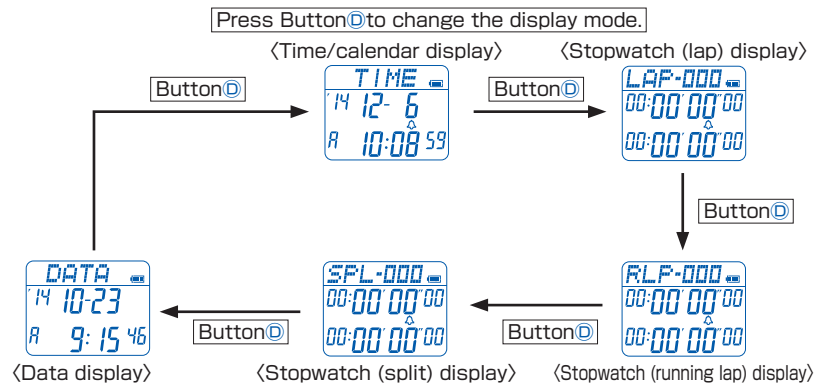 Press ButtonⒹto change the display mode.
〈Time/calendar display〉
〈Stopwatch (lap) display〉
ButtonⒹ
TIME
'14 12- 6
A 10:08 59
ButtonⒹ
LAP-000
00:00'00"00
00:00'00"00
ButtonⒹ
DATA
'14 10-23
A 9:15 46
〈Data display〉
ButtonⒹ
SPL-000
00:00'00"00
00:00'00"00
〈Stopwatch (split) display〉
ButtonⒹ
RLP-000
00:00'00"00
00:00'00"00
〈Stopwatch (running lap) display〉